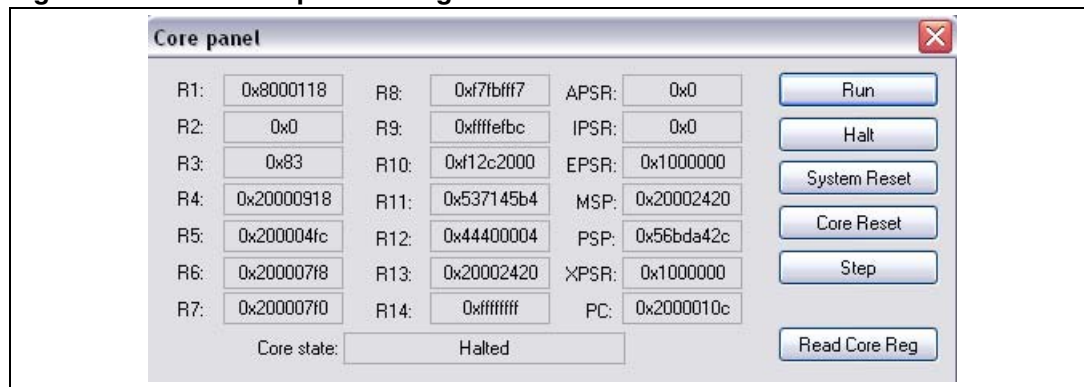 Core panel
R1: 0x8000118 R8: 0xf7fbfff7 APSR: 0x0 Run
R2: 0x0 R9: 0xffffefbc IPSR: 0x0 Halt
R3: 0x83 R10: 0xf12c2000 EPSR: 0x1000000 System Reset
R4: 0x20000918 R11: 0x537145b4 MSP: 0x20002420
R5: 0x200004fc R12: 0x44400004 PSP: 0x56bda42c Core Reset
R6: 0x200007f8 R13: 0x20002420 XPSR: 0x1000000 Step
R7: 0x200007f0 R14: 0xffffffff PC: 0x2000010c
Core state: Halted Read Core Reg